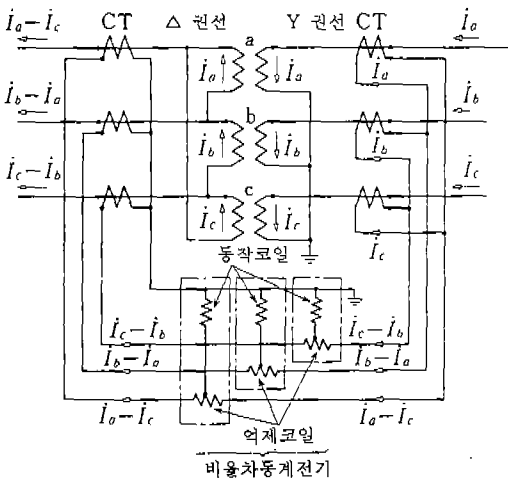 CT △ 권선 Y 권선 CT
İa−İc İa
a
İa İa İa
İb−İa İb
b
İb İb İb
İc−İb İc
c
İc İc İc
동작코일
İc−İb İc−İb
İb−İa İb−İa
İa−İc İa−İc
억제코일
비율차동계전기